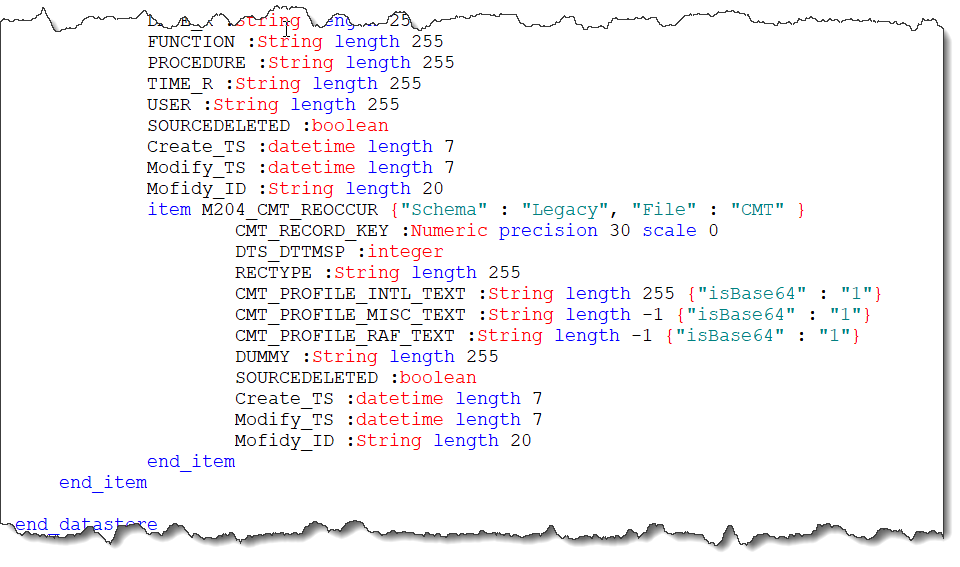 :String length 25
FUNCTION :String length 255
PROCEDURE :String length 255
TIME_R :String length 255
USER :String length 255
SOURCEDELETED :boolean
Create_TS :datetime length 7
Modify_TS :datetime length 7
Mofidy_ID :String length 20
item M204_CMT_REOCCUR {"Schema" : "Legacy", "File" : "CMT" }
CMT_RECORD_KEY :Numeric precision 30 scale 0
DTS_DTTMSP :integer
RECTYPE :String length 255
CMT_PROFILE_INTL_TEXT :String length 255 {"isBase64" : "1"}
CMT_PROFILE_MISC_TEXT :String length -1 {"isBase64" : "1"}
CMT_PROFILE_RAF_TEXT :String length -1 {"isBase64" : "1"}
DUMMY :String length 255
SOURCEDELETED :boolean
Create_TS :datetime length 7
Modify_TS :datetime length 7
Mofidy_ID :String length 20
end_item
end_item
end_datastore